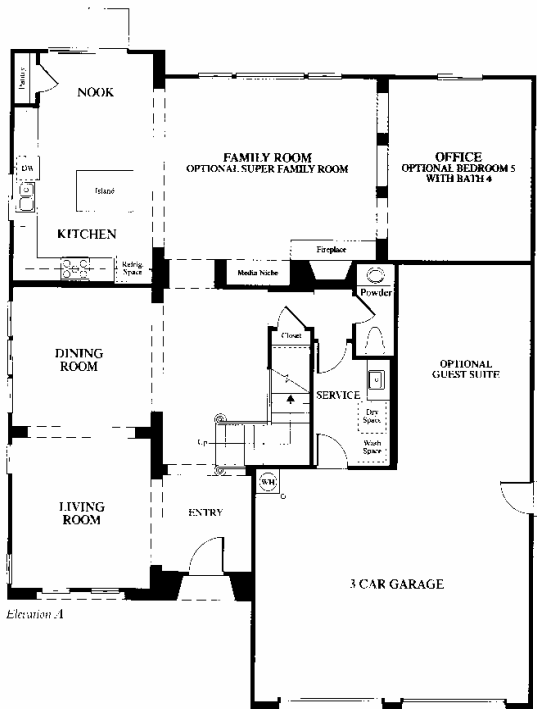 Pantry
NOOK
DW
Island
KITCHEN
Refrig.
Space
FAMILY ROOM
OPTIONAL SUPER FAMILY ROOM
OFFICE
OPTIONAL BEDROOM 5
WITH BATH 4
Fireplace
Media Niche
Powder
Closet
DINING
ROOM
SERVICE
Dry
Space
Wash
Space
OPTIONAL
GUEST SUITE
Up
WH
LIVING
ROOM
ENTRY
3 CAR GARAGE
Elevation A